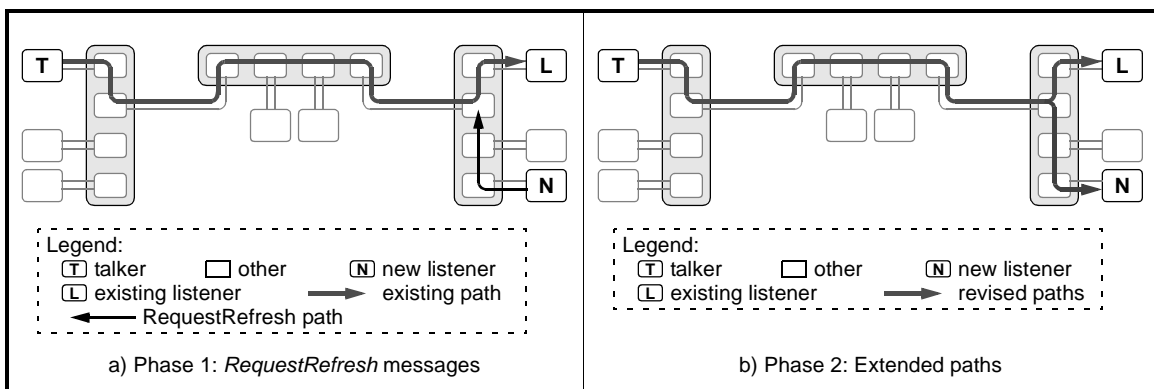 T
L
N
Legend:
T talker other N new listener
L existing listener existing path
RequestRefresh path
a) Phase 1: RequestRefresh messages
T
L
N
Legend:
T talker other N new listener
L existing listener revised paths
b) Phase 2: Extended paths